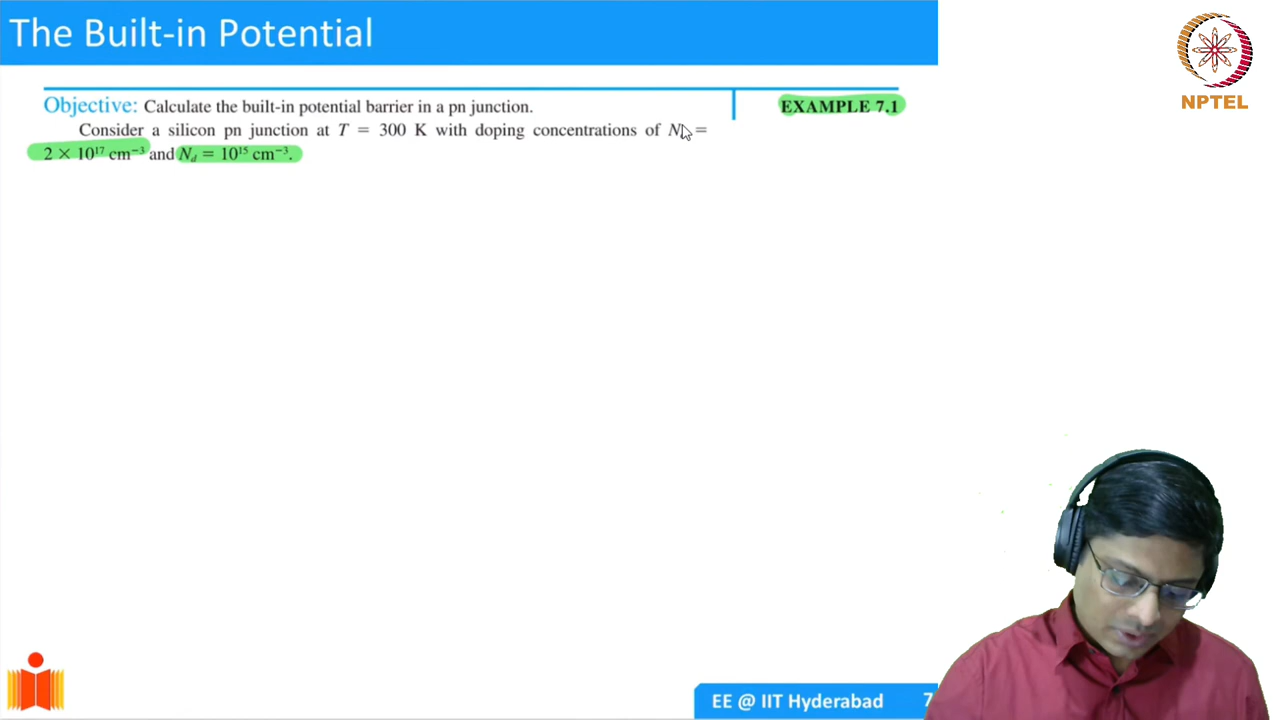 The Built-in Potential
NPTEL
Objective: Calculate the built-in potential barrier in a pn junction.
EXAMPLE 7.1
Consider a silicon pn junction at T = 300 K with doping concentrations of N =
2 × 10¹⁷ cm⁻³ and N_d = 10¹⁵ cm⁻³.
EE @ IIT Hyderabad 7